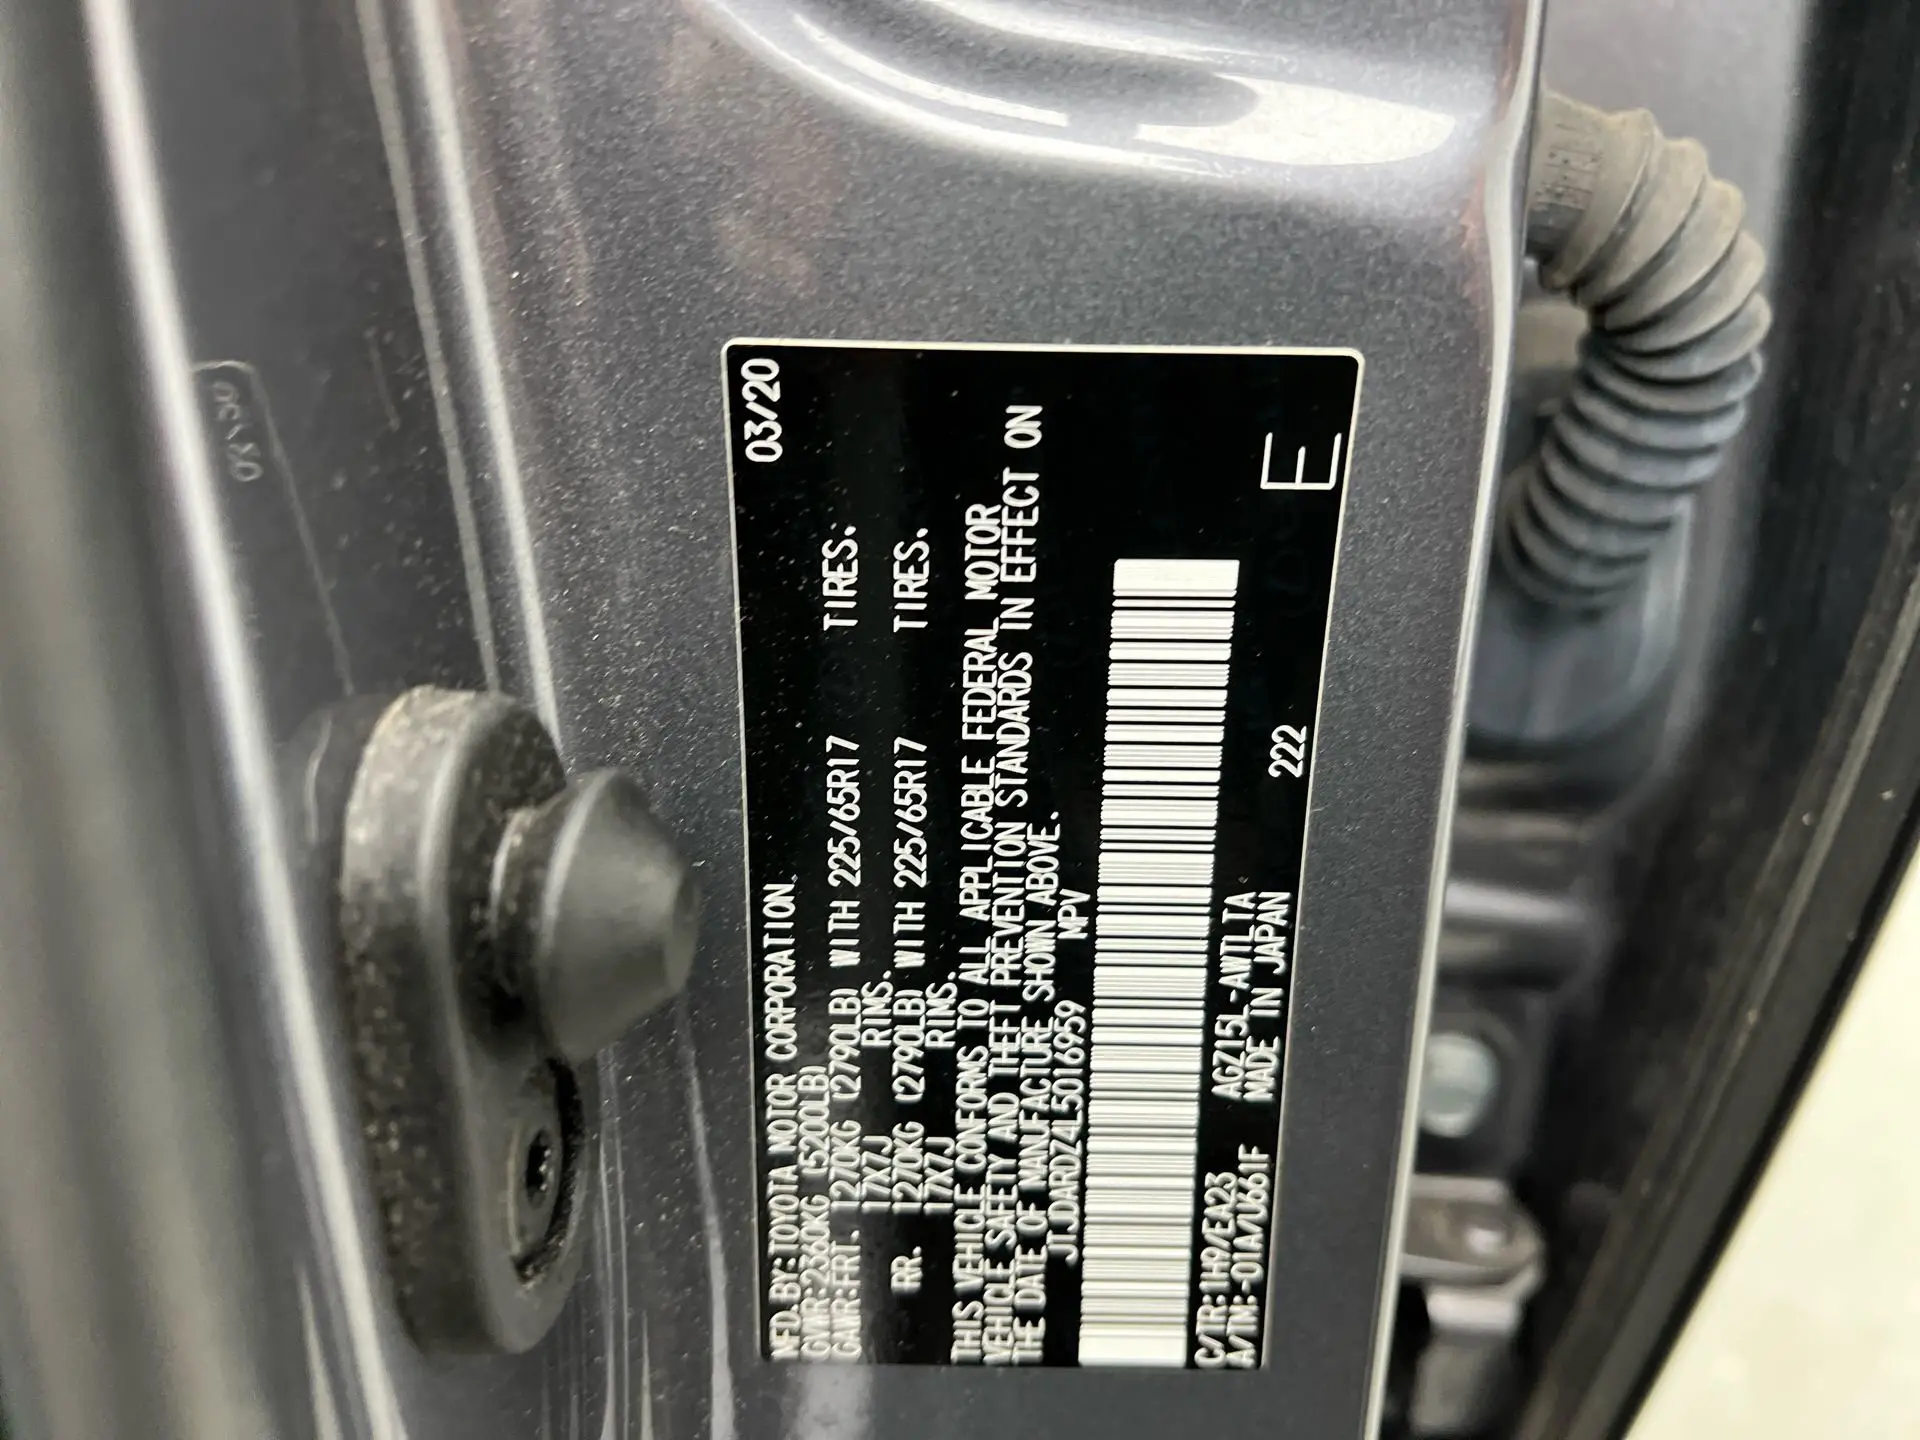 MFD. BY:TOYOTA MOTOR CORPORATION. 03/20
GVWR:2360KG (5200LB)
GAWR:FRT. 1270KG (2790LB) WITH 225/65R17 TIRES.
17X7J RIMS.
RR. 1270KG (2790LB) WITH 225/65R17 TIRES.
17X7J RIMS.
THIS VEHICLE CONFORMS TO ALL APPLICABLE FEDERAL MOTOR
VEHICLE SAFETY AND THEFT PREVENTION STANDARDS IN EFFECT ON
THE DATE OF MANUFACTURE SHOWN ABOVE.
JTJDARDZ4L5016959 MPV
C/TR:1H9/EA23 AGZ15L-AWTLTA
A/TM:-01A/U661F MADE IN JAPAN 222
E